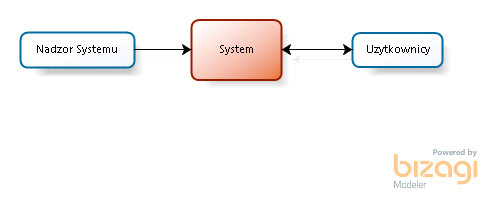 Nadzor Systemu
System
Uzytkownicy
Powered by
bizagi
Modeler